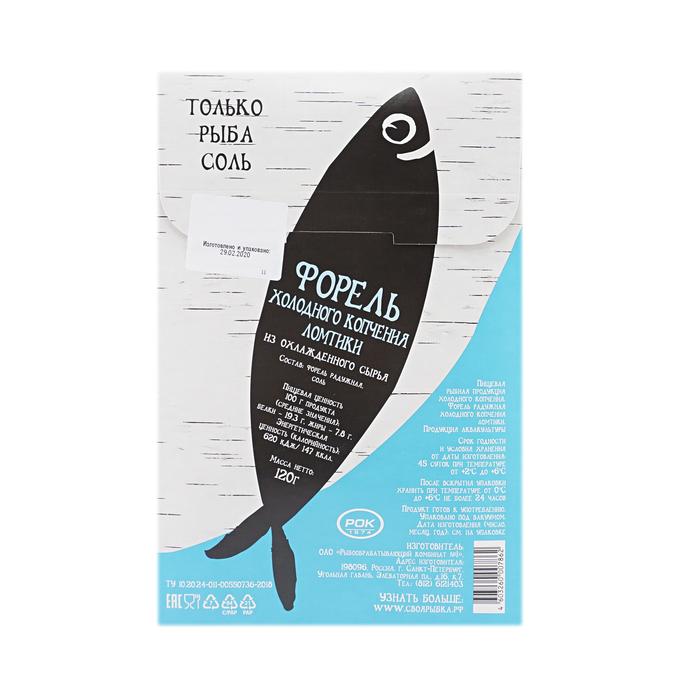 ТОЛЬКО
РЫБА
СОЛЬ
Изготовлено и упаковано:
29.02.2020
11
ФОРЕЛЬ
ХОЛОДНОГО КОПЧЕНИЯ
ЛОМТИКИ
ИЗ ОХЛАЖДЕННОГО СЫРЬЯ
Состав: форель радужная,
соль
Пищевая ценность
100 г продукта
(средние значения),
белки - 19,3 г. жиры - 7,8 г.
Энергетическая
ценность (калорийность):
620 кДж/ 147 ккал.
Масса нетто:
120г
Пищевая
рыбная продукция
холодного копчения.
Форель радужная
холодного копчения
ломтики.
Продукция аквакультуры
Срок годности
и условия хранения
от даты изготовления:
45 суток при температуре
от +2°С до +6°С
После вскрытия упаковки
хранить при температуре от 0°С
до +6°С не более 24 часов
Продукт готов к употреблению.
Упаковано под вакуумом.
Дата изготовления (число,
месяц, год): см. на упаковке
РОК
1974
ИЗГОТОВИТЕЛЬ:
ОАО «Рыбообрабатывающий комбинат №1».
Адрес изготовителя:
198096, Россия, г. Санкт-Петербург,
Угольная гавань, Элеваторная пл., д.16, к.7,
Тел.: (812) 6121403
УЗНАТЬ БОЛЬШЕ:
WWW.СВОЯРЫБКА.РФ
ТУ 10.20.24-011-00550736-2018
EAC
C/PAP
PAP
4603260007862